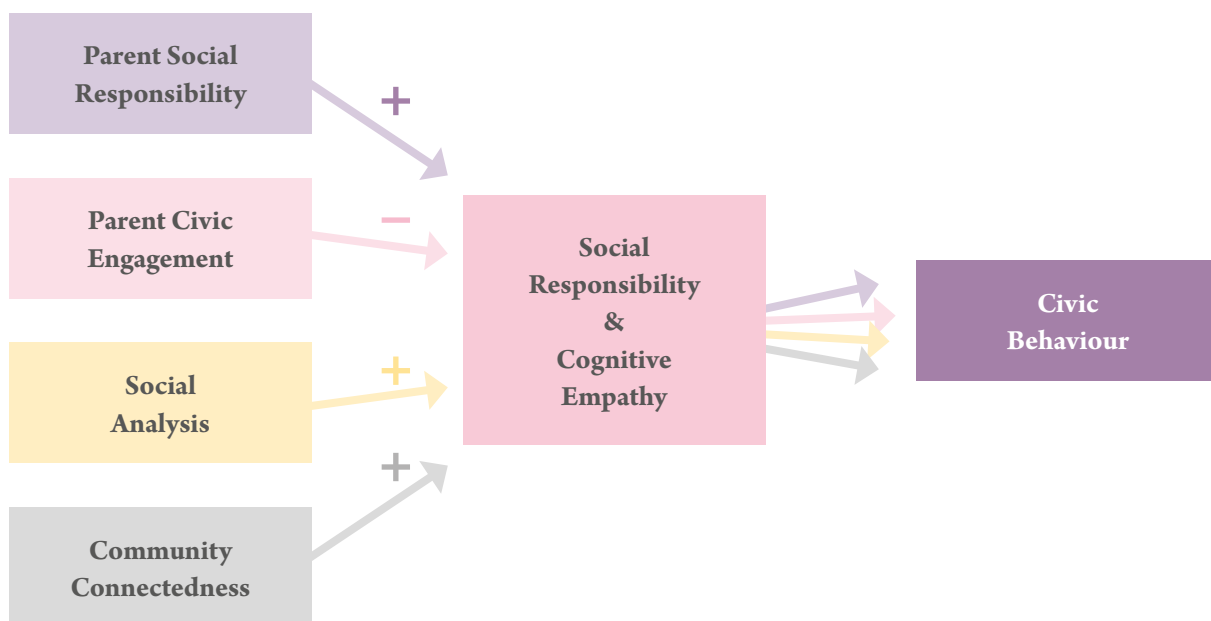 Parent Social
Responsibility
+
Parent Civic
Engagement
−
Social
Analysis
+
Community
Connectedness
+
Social
Responsibility
&
Cognitive
Empathy
Civic
Behaviour